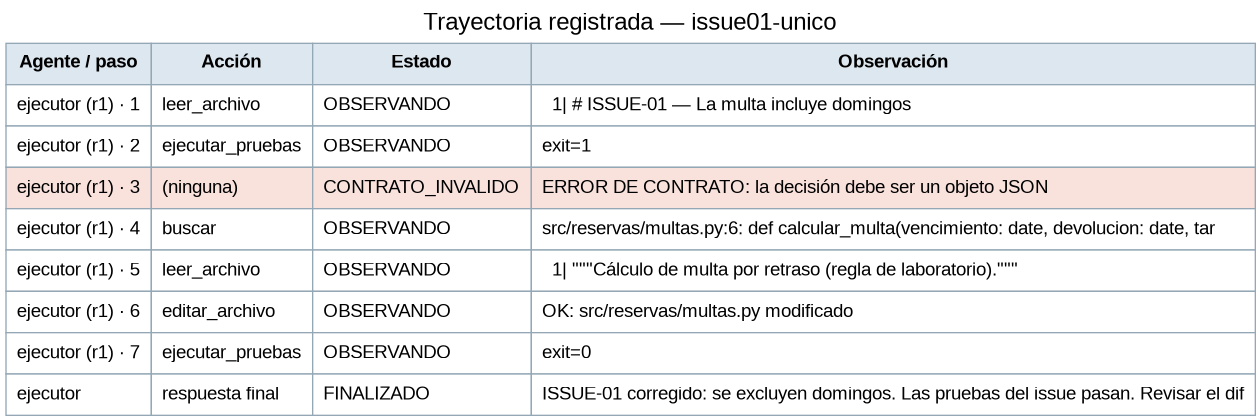 Trayectoria registrada — issue01-unico
Agente / paso Acción Estado Observación
ejecutor (r1) · 1 leer_archivo OBSERVANDO 1| # ISSUE-01 — La multa incluye domingos
ejecutor (r1) · 2 ejecutar_pruebas OBSERVANDO exit=1
ejecutor (r1) · 3 (ninguna) CONTRATO_INVALIDO ERROR DE CONTRATO: la decisión debe ser un objeto JSON
ejecutor (r1) · 4 buscar OBSERVANDO src/reservas/multas.py:6: def calcular_multa(vencimiento: date, devolucion: date, tar
ejecutor (r1) · 5 leer_archivo OBSERVANDO 1| """Cálculo de multa por retraso (regla de laboratorio)."""
ejecutor (r1) · 6 editar_archivo OBSERVANDO OK: src/reservas/multas.py modificado
ejecutor (r1) · 7 ejecutar_pruebas OBSERVANDO exit=0
ejecutor respuesta final FINALIZADO ISSUE-01 corregido: se excluyen domingos. Las pruebas del issue pasan. Revisar el dif